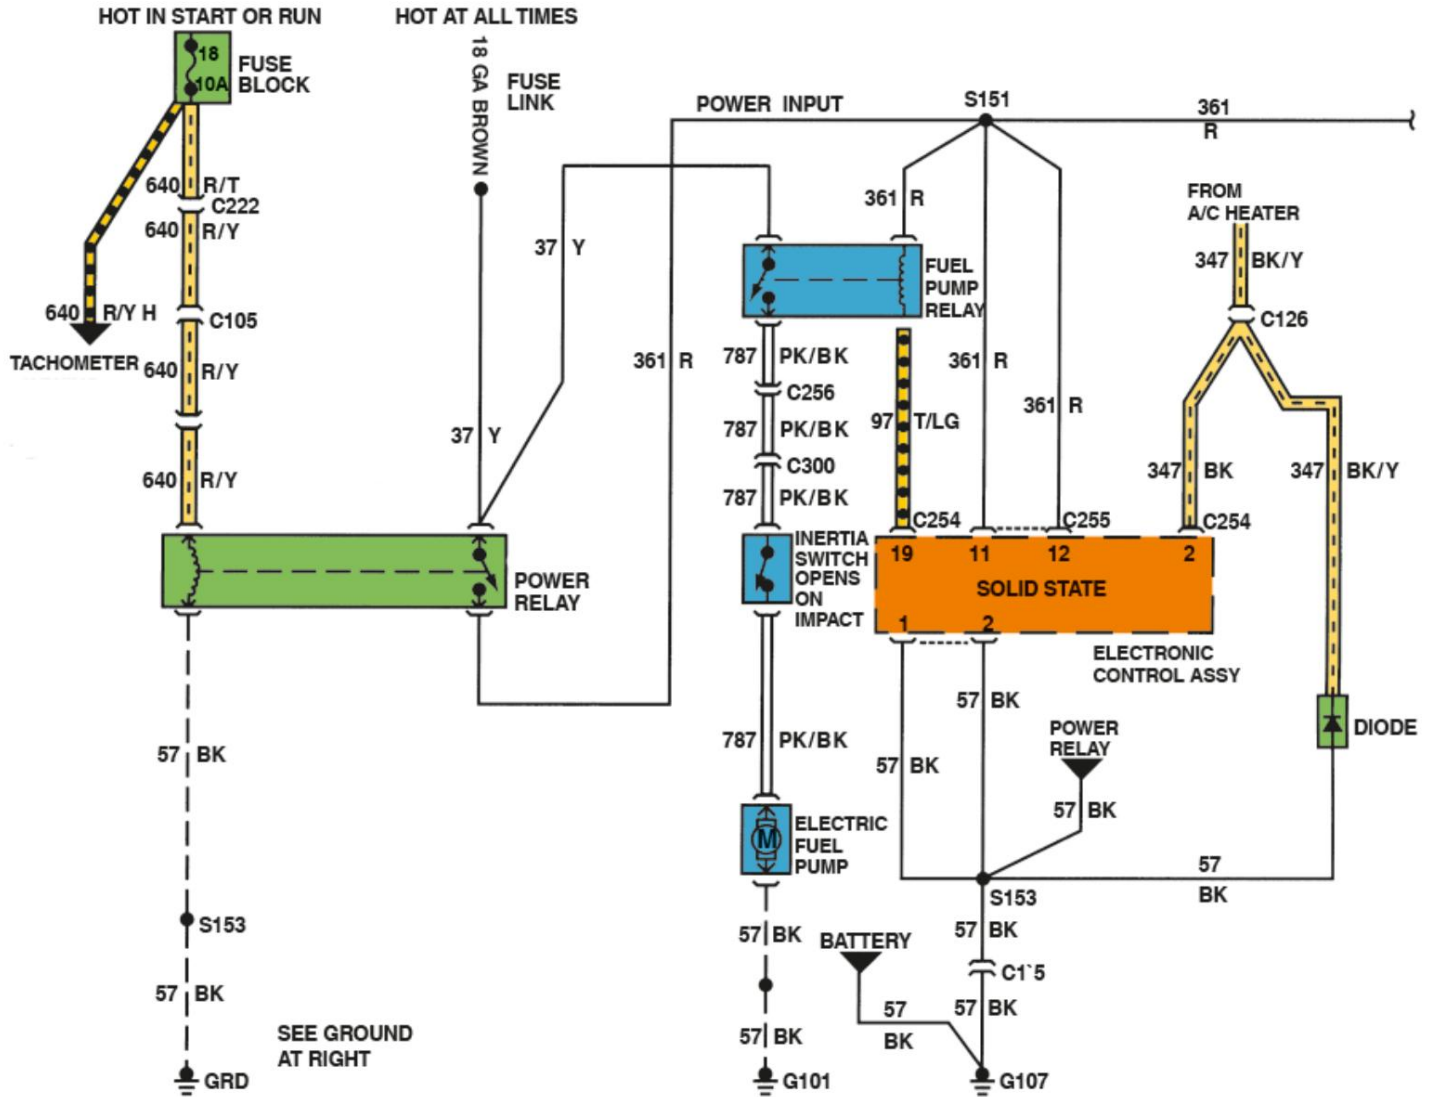 HOT IN START OR RUN
HOT AT ALL TIMES
18
10A
FUSE
BLOCK
18 GA BROWN
FUSE
LINK
POWER INPUT
S151
361
R
640 R/T
C222
640 R/Y
361 R
FROM
A/C HEATER
37 Y
347 BK/Y
640 R/Y H
C105
TACHOMETER
640 R/Y
FUEL
PUMP
RELAY
C126
787 PK/BK
C256
361 R
361 R
361 R
787 PK/BK
C300
97 T/LG
37 Y
640 R/Y
787 PK/BK
347 BK
347 BK/Y
C254
C255
C254
INERTIA
SWITCH
OPENS
ON
IMPACT
19
11
12
2
SOLID STATE
1
2
POWER
RELAY
ELECTRONIC
CONTROL ASSY
57 BK
787 PK/BK
57 BK
57 BK
POWER
RELAY
DIODE
M
ELECTRIC
FUEL
PUMP
57 BK
57
BK
S153
S153
57 BK
BATTERY
57 BK
C1`5
57 BK
57
BK
57 BK
57 BK
SEE GROUND
AT RIGHT
GRD
G101
G107